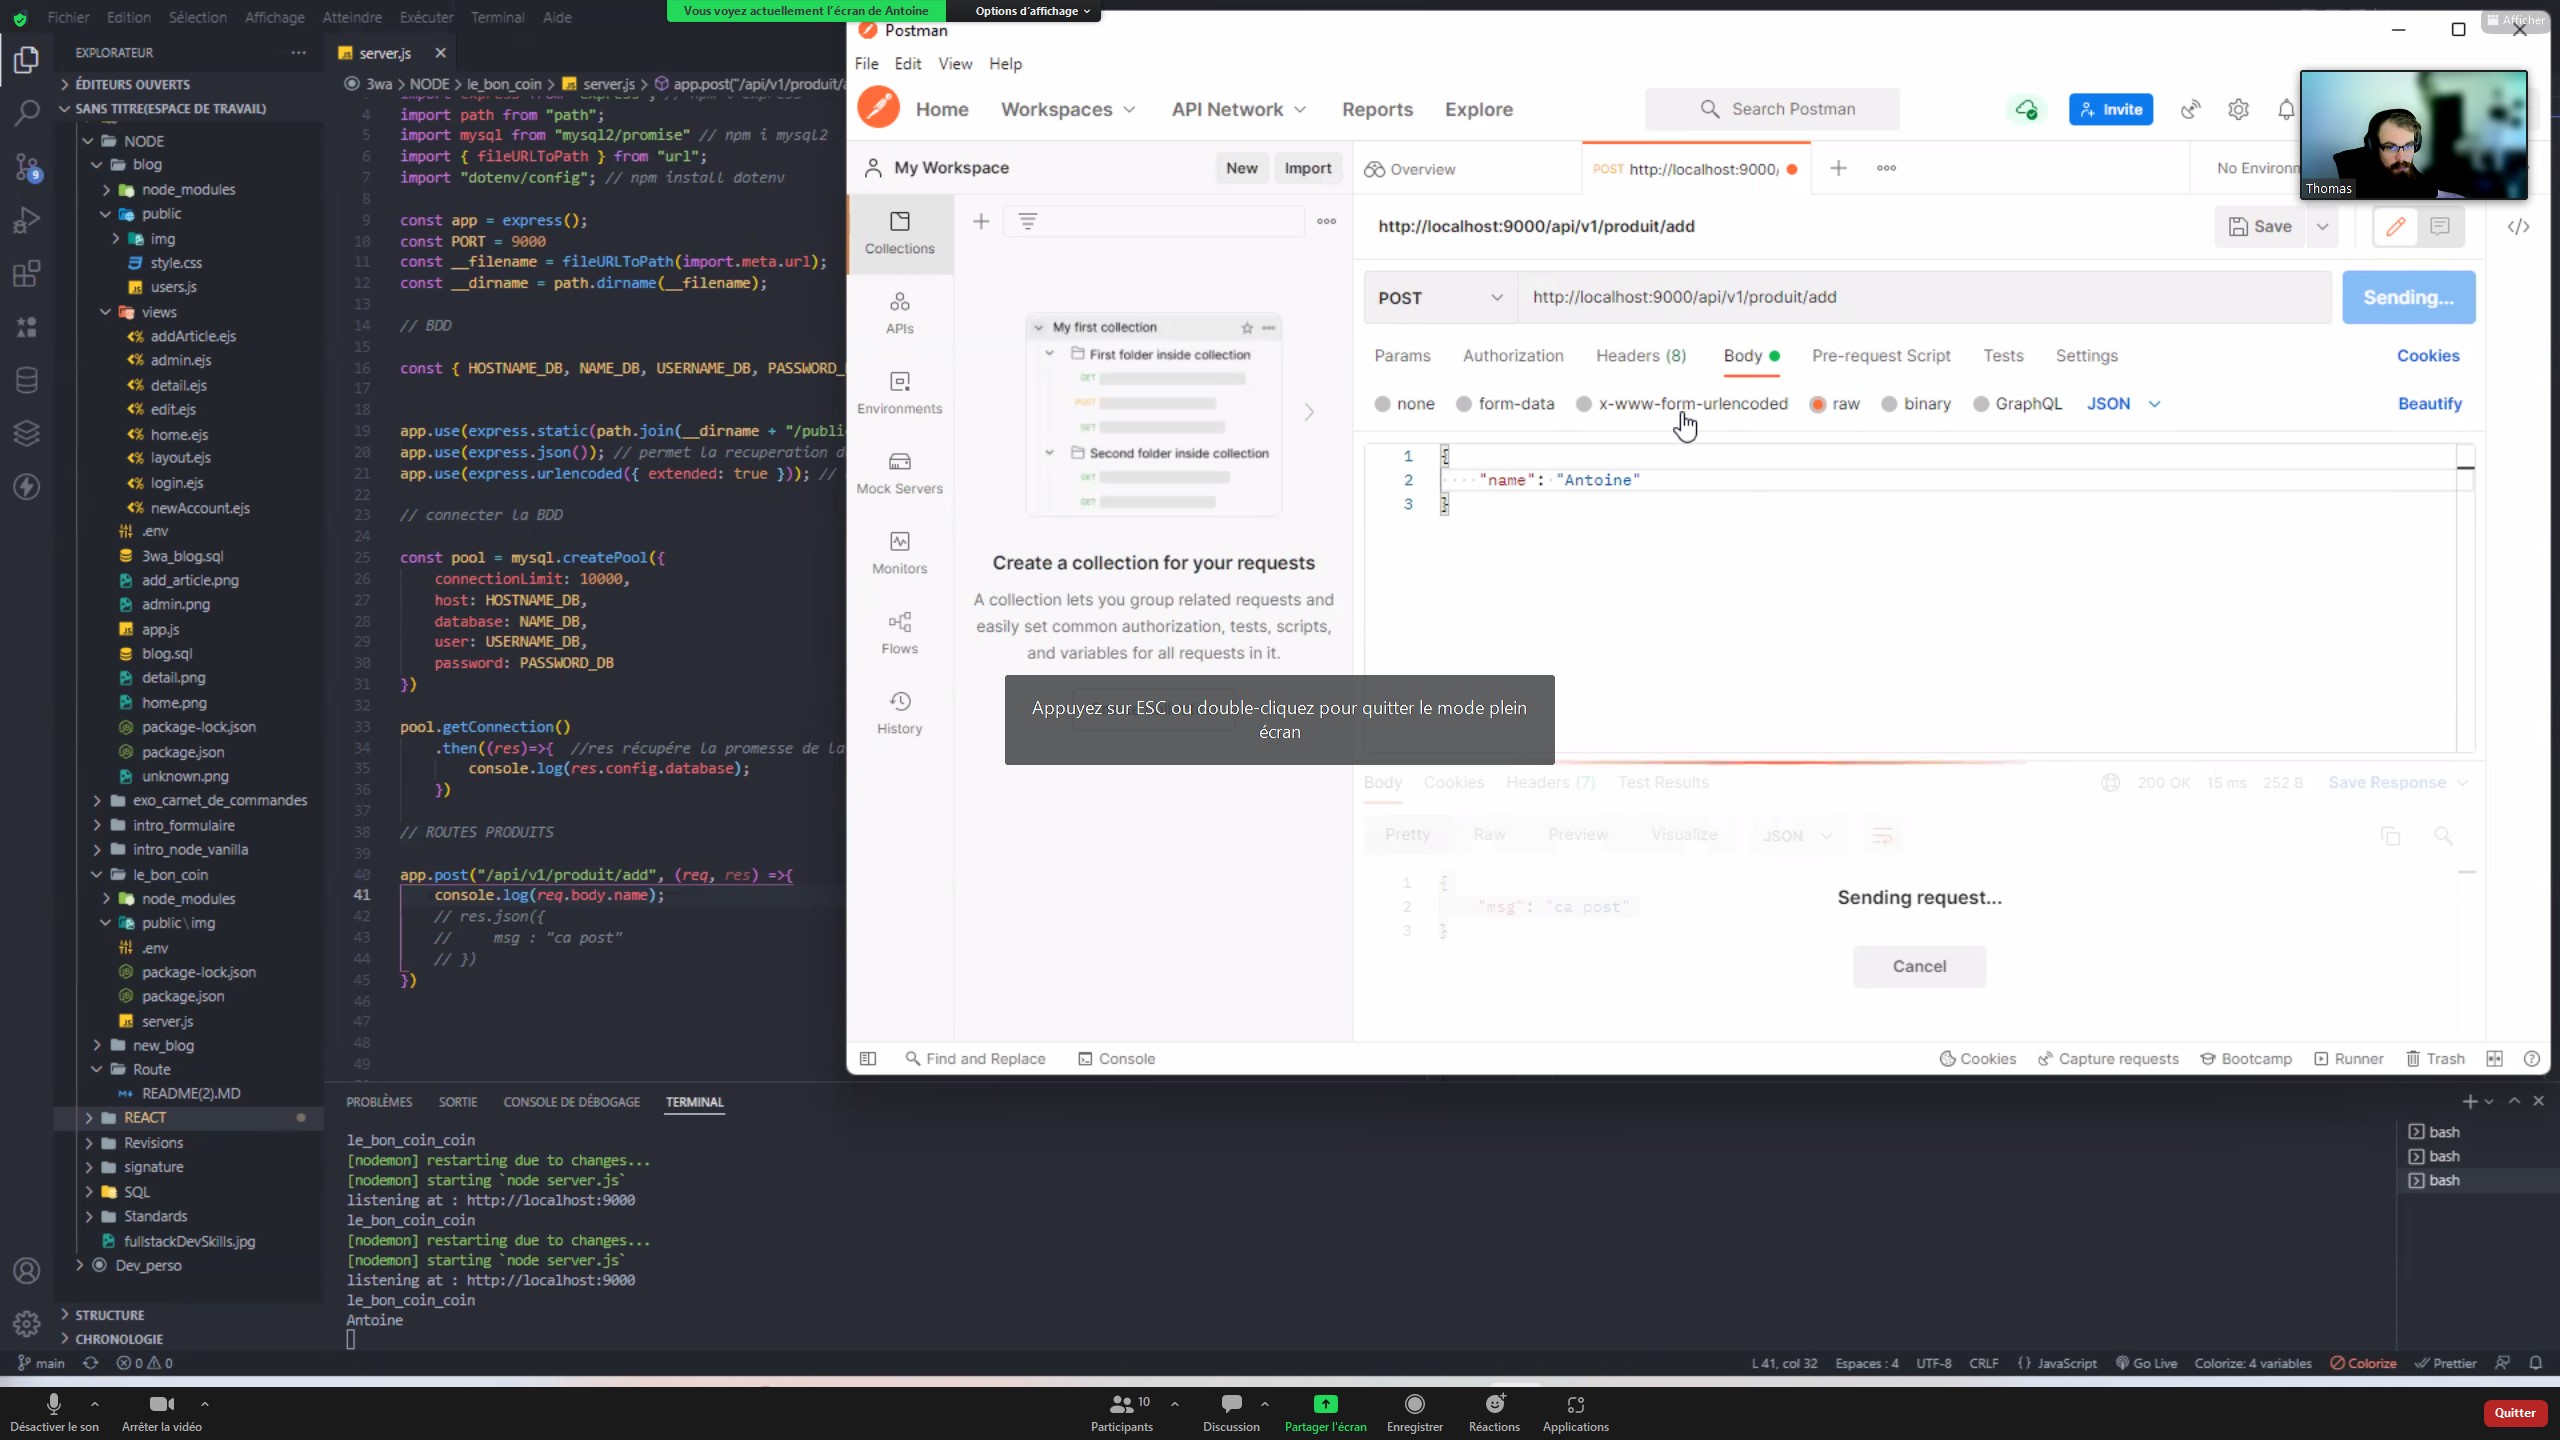 Fichier Edition Sélection Affichage Atteindre Exécuter Terminal Aide
Vous voyez actuellement l'écran de Antoine
Options d'affichage
Afficher
EXPLORATEUR
ÉDITEURS OUVERTS
SANS TITRE(ESPACE DE TRAVAIL)
NODE
blog
node_modules
public
img
style.css
users.js
views
addArticle.ejs
admin.ejs
detail.ejs
edit.ejs
home.ejs
layout.ejs
login.ejs
newAccount.ejs
.env
3wa_blog.sql
add_article.png
admin.png
app.js
blog.sql
detail.png
home.png
package-lock.json
package.json
unknown.png
exo_carnet_de_commandes
intro_formulaire
intro_node_vanilla
le_bon_coin
node_modules
public\img
.env
package-lock.json
package.json
server.js
new_blog
Route
README(2).MD
REACT
Revisions
signature
SQL
Standards
fullstackDevSkills.jpg
Dev_perso
STRUCTURE
CHRONOLOGIE
9
server.js
3wa > NODE > le_bon_coin > server.js > app.post("/api/v1/produit/a
4 import path from "path";
5 import mysql from "mysql2/promise" // npm i mysql2
6 import { fileURLToPath } from "url";
7 import "dotenv/config"; // npm install dotenv
8
9 const app = express();
10 const PORT = 9000
11 const __filename = fileURLToPath(import.meta.url);
12 const __dirname = path.dirname(__filename);
13
14 // BDD
15
16 const { HOSTNAME_DB, NAME_DB, USERNAME_DB, PASSWORD_
17
18
19 app.use(express.static(path.join(__dirname + "/publi
20 app.use(express.json()); // permet la recuperation d
21 app.use(express.urlencoded({ extended: true })); //
22
23 // connecter la BDD
24
25 const pool = mysql.createPool({
26 connectionLimit: 10000,
27 host: HOSTNAME_DB,
28 database: NAME_DB,
29 user: USERNAME_DB,
30 password: PASSWORD_DB
31 })
32
33 pool.getConnection()
34 .then((res)=>{ //res récupére la promesse de la
35 console.log(res.config.database);
36 })
37
38 // ROUTES PRODUITS
39
40 app.post("/api/v1/produit/add", (req, res) =>{
41 console.log(req.body.name);
42 // res.json({
43 // msg : "ca post"
44 // })
45 })
46
47
48
49
Postman
File Edit View Help
Home Workspaces API Network Reports Explore
Search Postman
Invite
Thomas
My Workspace
New Import
Overview
POST http://localhost:9000/
No Environ
Collections
APIs
Environments
Mock Servers
Monitors
Flows
History
My first collection
First folder inside collection
GET
POST
GET
Second folder inside collection
GET
GET
GET
Create a collection for your requests
A collection lets you group related requests and
easily set common authorization, tests, scripts,
and variables for all requests in it.
http://localhost:9000/api/v1/produit/add
Save
POST http://localhost:9000/api/v1/produit/add
Sending...
Params Authorization Headers (8) Body Pre-request Script Tests Settings Cookies
none form-data x-www-form-urlencoded raw binary GraphQL JSON Beautify
1 {
2 "name": "Antoine"
3 }
Appuyez sur ESC ou double-cliquez pour quitter le mode plein
écran
Body Cookies Headers (7) Test Results 200 OK 15 ms 252 B Save Response
Pretty Raw Preview Visualize JSON
1 {
2 "msg": "ca post"
3 }
Sending request...
Cancel
Find and Replace Console Cookies Capture requests Bootcamp Runner Trash
PROBLÈMES SORTIE CONSOLE DE DÉBOGAGE TERMINAL
le_bon_coin_coin
[nodemon] restarting due to changes...
[nodemon] starting `node server.js`
listening at : http://localhost:9000
le_bon_coin_coin
[nodemon] restarting due to changes...
[nodemon] starting `node server.js`
listening at : http://localhost:9000
le_bon_coin_coin
Antoine
bash
bash
bash
main 0 0 L 41, col 32 Espaces : 4 UTF-8 CRLF {} JavaScript Go Live Colorize: 4 variables Colorize Prettier
Désactiver le son Arrêter la vidéo
10
Participants Discussion Partager l'écran Enregistrer Réactions Applications
Quitter